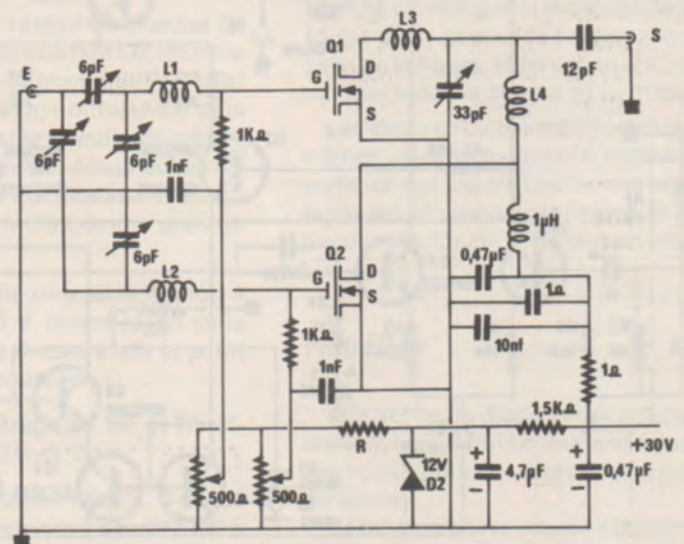 L3
Q1
S
E
6pF
L1
D
12pF
G
L4
S
33pF
6pF
6pF
1KΩ
1nF
1µH
6pF
Q2
D
0,47µF
L2
G
S
1Ω
1KΩ
10nf
1nF
1Ω
1,5KΩ
R
+30V
12V
D2
+
4,7µF
−
+
0,47µF
−
500Ω
500Ω